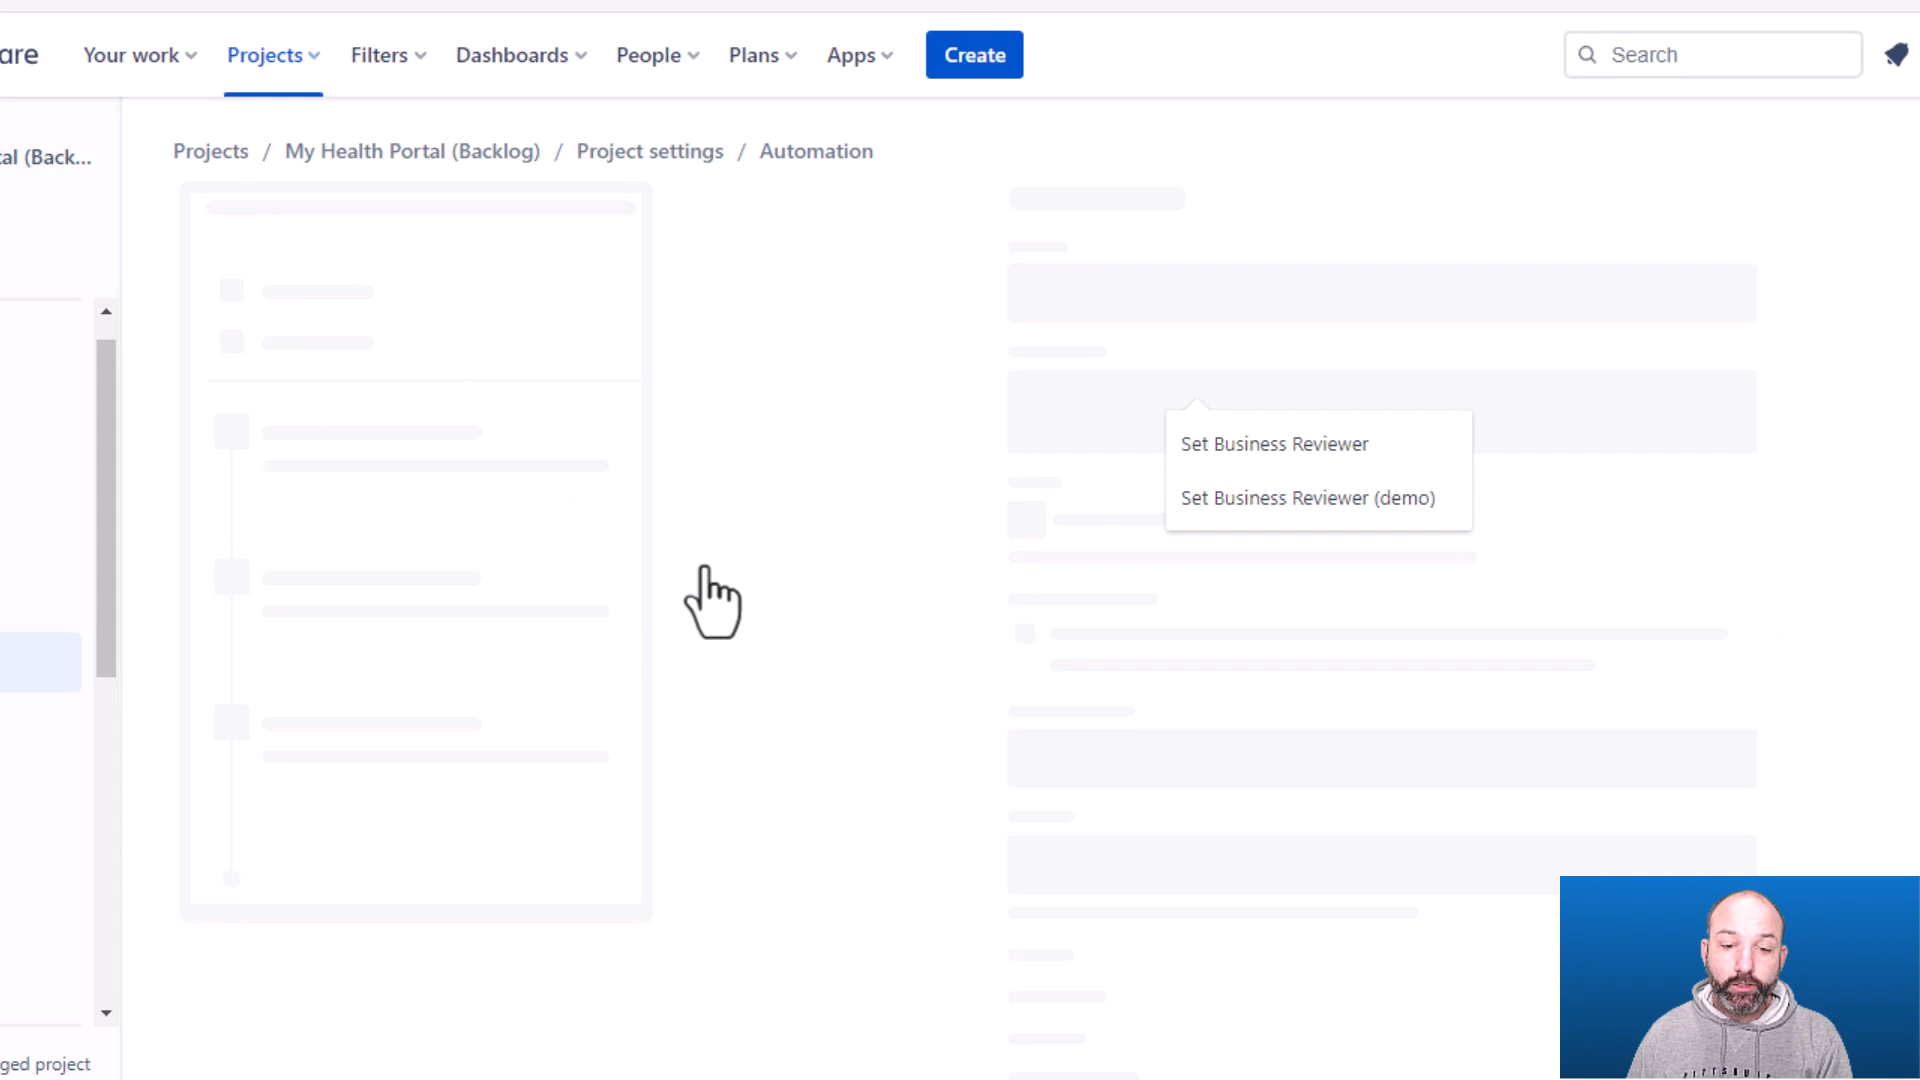 are
Your work
Projects
Filters
Dashboards
People
Plans
Apps
Create
Search
tal (Back...
Projects / My Health Portal (Backlog) / Project settings / Automation
Set Business Reviewer
Set Business Reviewer (demo)
ged project